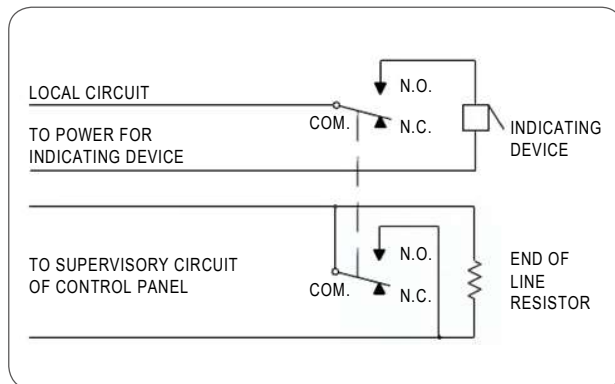 LOCAL CIRCUIT
TO POWER FOR
INDICATING DEVICE
COM.
N.O.
N.C.
INDICATING
DEVICE
TO SUPERVISORY CIRCUIT
OF CONTROL PANEL
COM.
N.O.
N.C.
END OF
LINE
RESISTOR